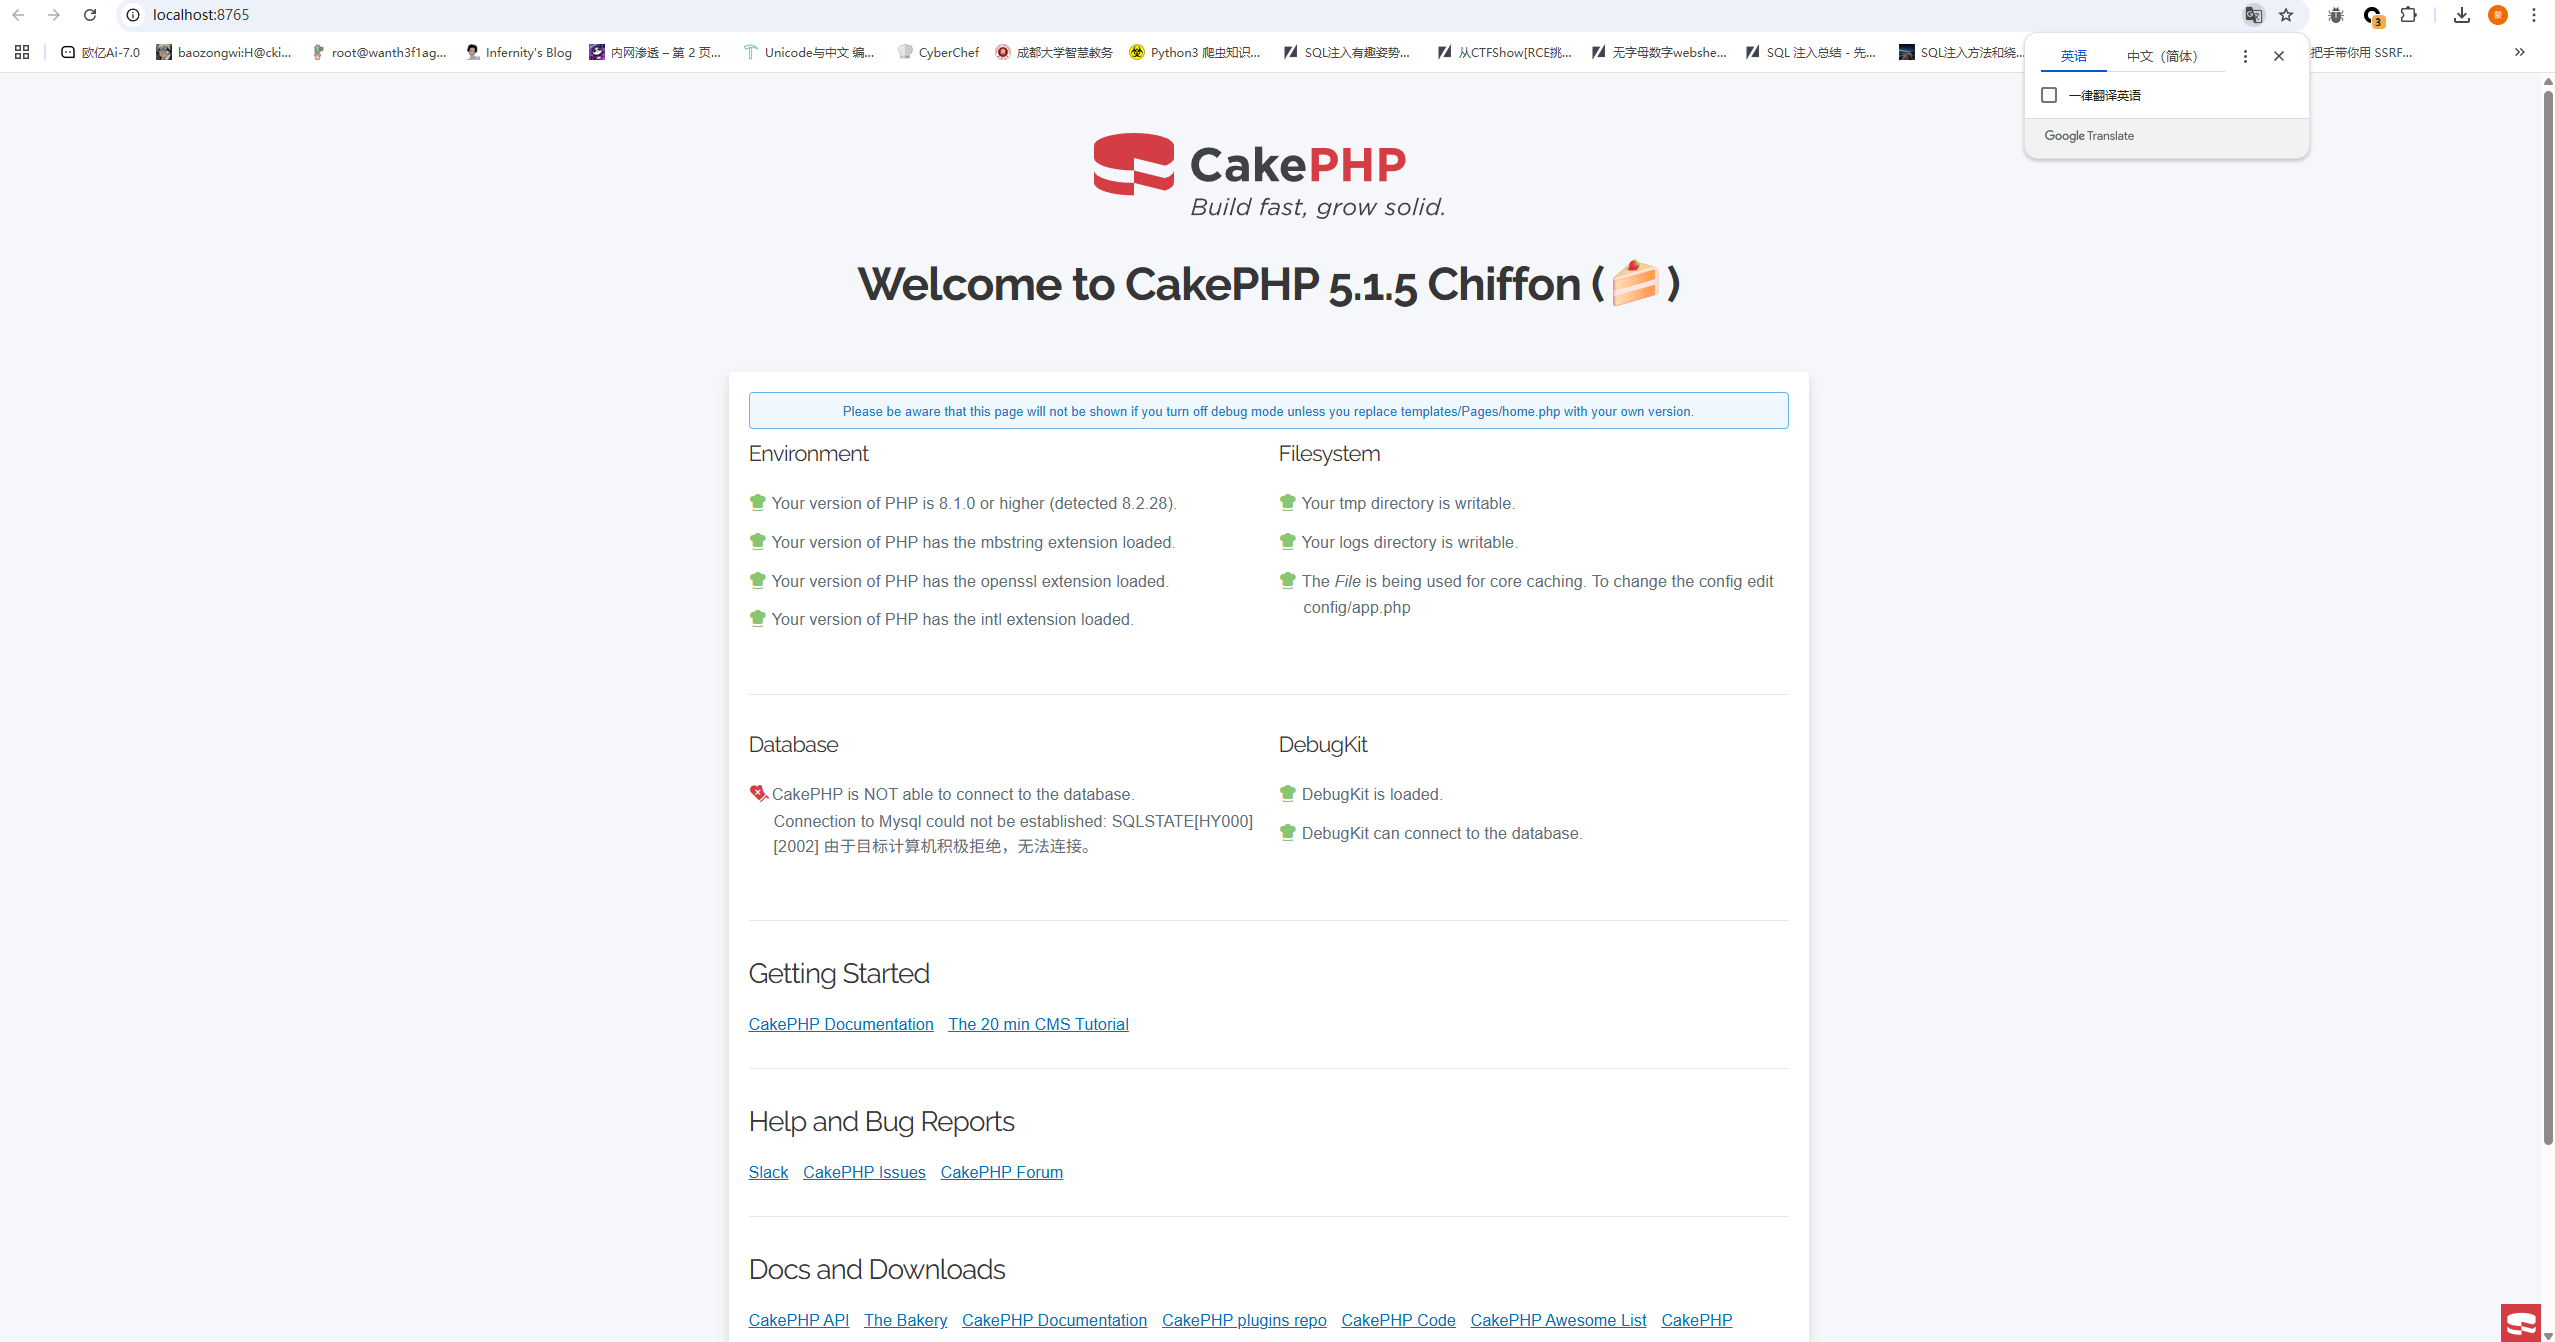 localhost:8765
3
蒙
欧亿Ai-7.0
baozongwi:H@cki...
root@wanth3f1ag...
Infernity's Blog
内网渗透 – 第 2 页...
Unicode与中文 编...
CyberChef
成都大学智慧教务
Python3 爬虫知识...
SQL注入有趣姿势...
从CTFShow[RCE挑...
无字母数字webshe...
SQL 注入总结 - 先...
SQL注入方法和绕...
把手带你用 SSRF...
英语
中文（简体）
一律翻译英语
Google Translate
CakePHP
Build fast, grow solid.
Welcome to CakePHP 5.1.5 Chiffon (🍰)
Please be aware that this page will not be shown if you turn off debug mode unless you replace templates/Pages/home.php with your own version.
Environment
Your version of PHP is 8.1.0 or higher (detected 8.2.28).
Your version of PHP has the mbstring extension loaded.
Your version of PHP has the openssl extension loaded.
Your version of PHP has the intl extension loaded.
Filesystem
Your tmp directory is writable.
Your logs directory is writable.
The File is being used for core caching. To change the config edit
config/app.php
Database
CakePHP is NOT able to connect to the database.
Connection to Mysql could not be established: SQLSTATE[HY000]
[2002] 由于目标计算机积极拒绝，无法连接。
DebugKit
DebugKit is loaded.
DebugKit can connect to the database.
Getting Started
CakePHP Documentation The 20 min CMS Tutorial
Help and Bug Reports
Slack CakePHP Issues CakePHP Forum
Docs and Downloads
CakePHP API The Bakery CakePHP Documentation CakePHP plugins repo CakePHP Code CakePHP Awesome List CakePHP